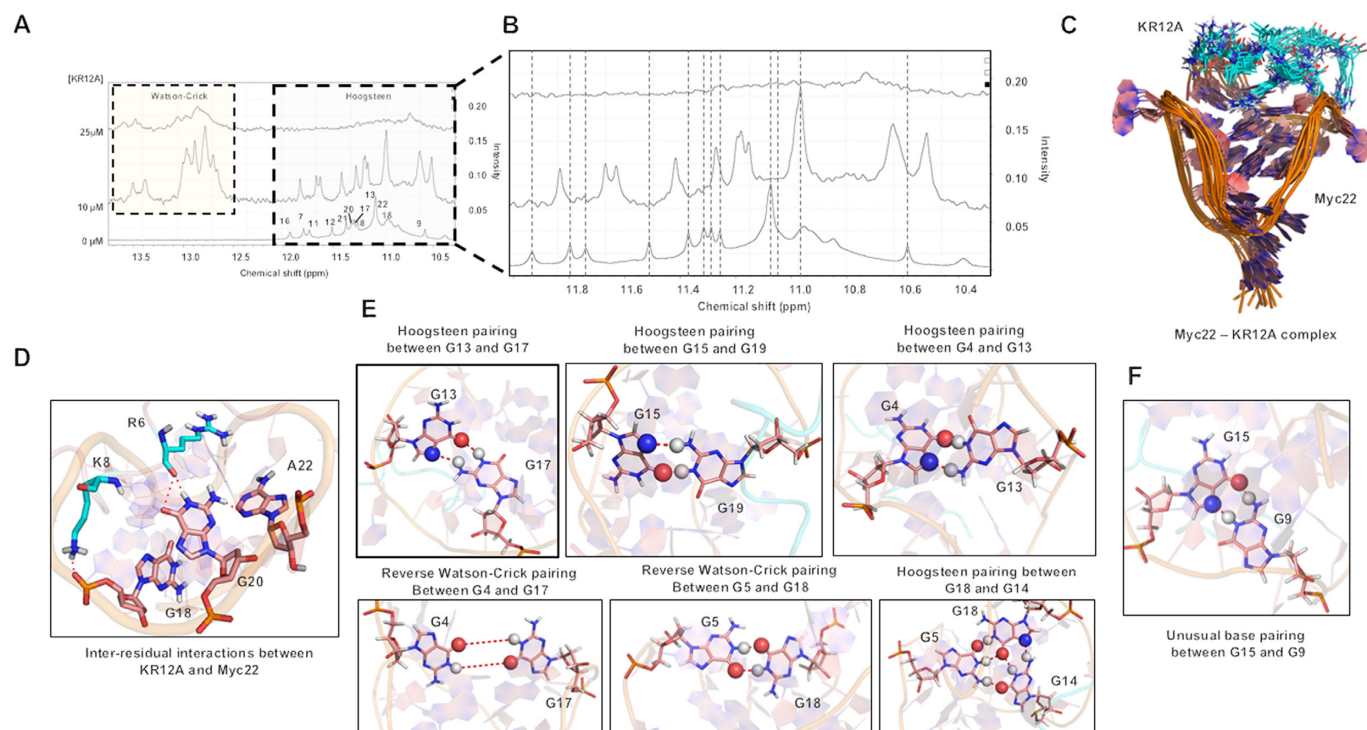 A
[KR12A]
Watson-Crick
Hoogsteen
25µM
10 µM
0 µM
16
7
11
12
21
20
17
8
13
22
18
9
0.20
0.15
0.10
0.05
Intensity
13.5
13.0
12.5
12.0
11.5
11.0
10.5
Chemical shift (ppm)
B
0.20
0.15
0.10
0.05
intensity
11.8
11.6
11.4
11.2
11.0
10.8
10.6
10.4
Chemical shift (ppm)
C
KR12A
Myc22
Myc22 – KR12A complex
D
R6
K8
A22
G20
G18
Inter-residual interactions between
KR12A and Myc22
E
Hoogsteen pairing
between G13 and G17
G13
G17
Hoogsteen pairing
between G15 and G19
G15
G19
Hoogsteen pairing
between G4 and G13
G4
G13
Reverse Watson-Crick pairing
Between G4 and G17
G4
G17
Reverse Watson-Crick pairing
Between G5 and G18
G5
G18
Hoogsteen pairing between
G18 and G14
G18
G5
G14
F
G15
G9
Unusual base pairing
between G15 and G9